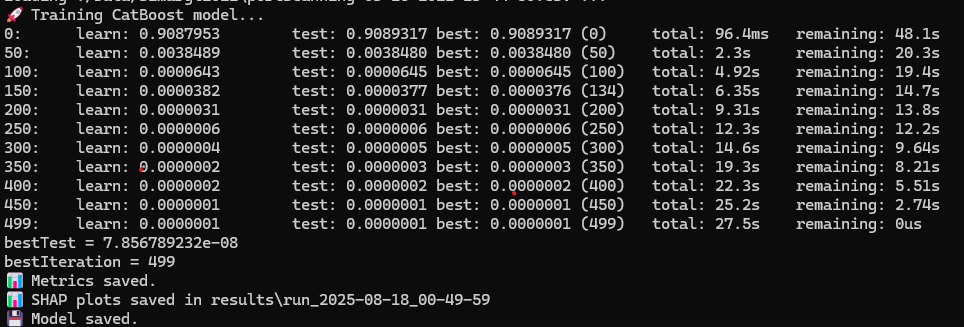 🚀 Training CatBoost model...
0: learn: 0.9087953 test: 0.9089317 best: 0.9089317 (0) total: 96.4ms remaining: 48.1s
50: learn: 0.0038489 test: 0.0038480 best: 0.0038480 (50) total: 2.3s remaining: 20.3s
100: learn: 0.0000643 test: 0.0000645 best: 0.0000645 (100) total: 4.92s remaining: 19.4s
150: learn: 0.0000382 test: 0.0000377 best: 0.0000376 (134) total: 6.35s remaining: 14.7s
200: learn: 0.0000031 test: 0.0000031 best: 0.0000031 (200) total: 9.31s remaining: 13.8s
250: learn: 0.0000006 test: 0.0000006 best: 0.0000006 (250) total: 12.3s remaining: 12.2s
300: learn: 0.0000004 test: 0.0000005 best: 0.0000005 (300) total: 14.6s remaining: 9.64s
350: learn: 0.0000002 test: 0.0000003 best: 0.0000003 (350) total: 19.3s remaining: 8.21s
400: learn: 0.0000002 test: 0.0000002 best: 0.0000002 (400) total: 22.3s remaining: 5.51s
450: learn: 0.0000001 test: 0.0000001 best: 0.0000001 (450) total: 25.2s remaining: 2.74s
499: learn: 0.0000001 test: 0.0000001 best: 0.0000001 (499) total: 27.5s remaining: 0us
bestTest = 7.856789232e-08
bestIteration = 499
📊 Metrics saved.
📊 SHAP plots saved in results\run_2025-08-18_00-49-59
💾 Model saved.